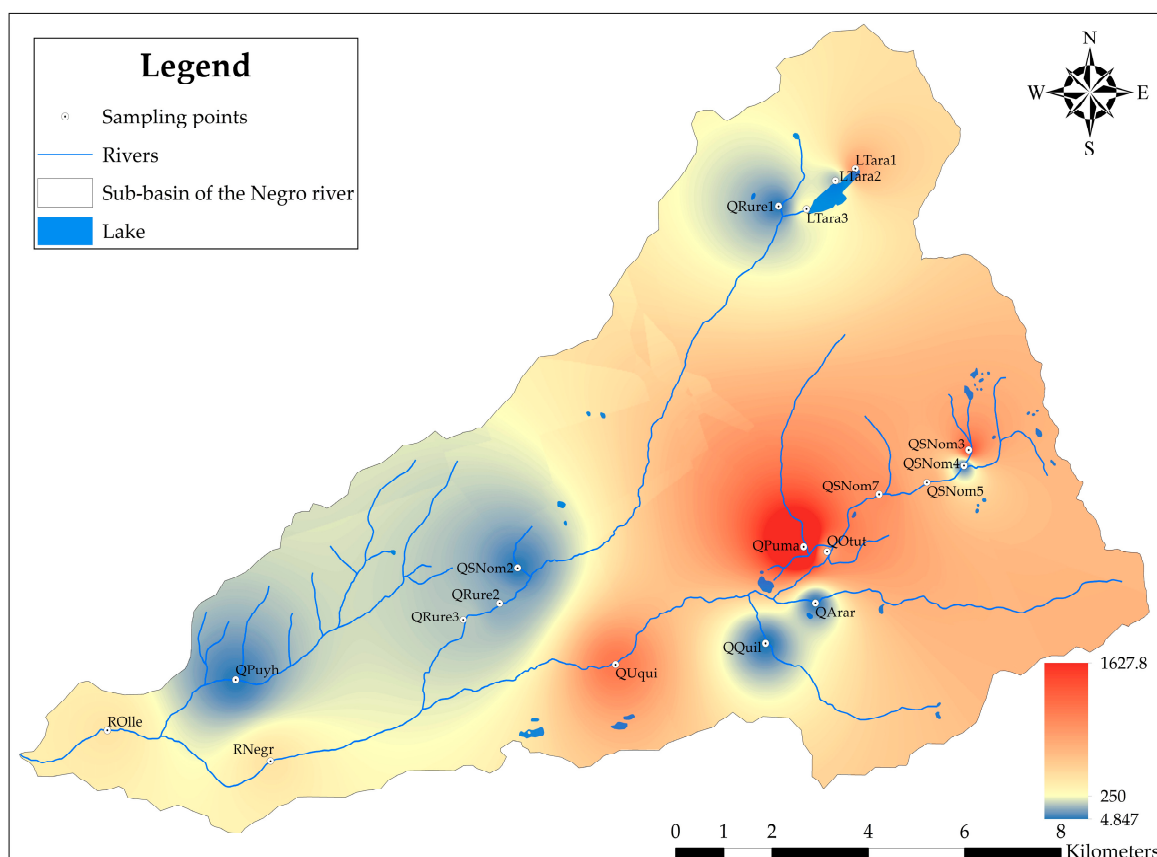 Legend
Sampling points
Rivers
Sub-basin of the Negro river
Lake
N
W
E
S
LTara1
LTara2
QRure1
LTara3
QSNom3
QSNom4
QSNom5
QSNom7
QPuma
QOtut
QSNom2
QRure2
QRure3
QArar
QQuil
QUqui
QPuyh
ROlle
RNegr
1627.8
250
4.847
0 2 4 6 8
Kilometers